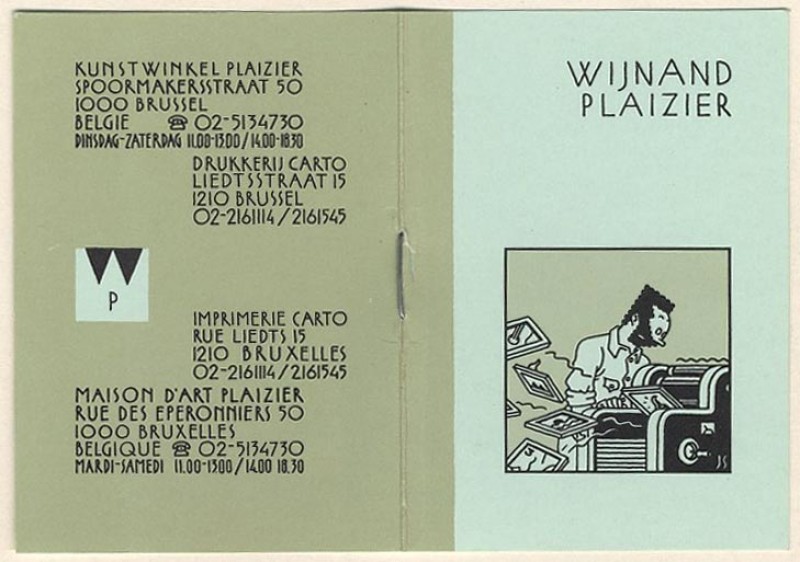 KUNSTWINKEL PLAIZIER
SPOORMAKERSSTRAAT 50
1000 BRUSSEL
BELGIE ☎ 02-5134730
DINSDAG-ZATERDAG 11.00-13.00/14.00-18.30
DRUKKERIJ CARTO
LIEDTSSTRAAT 15
1210 BRUSSEL
02-2161114/2161545
P
IMPRIMERIE CARTO
RUE LIEDTS 15
1210 BRUXELLES
02-2161114/2161545
MAISON D'ART PLAIZIER
RUE DES EPERONNIERS 50
1000 BRUXELLES
BELGIQUE ☎ 02-5134730
MARDI-SAMEDI 11.00-1300/14.00 18.30
WIJNAND
PLAIZIER
JS